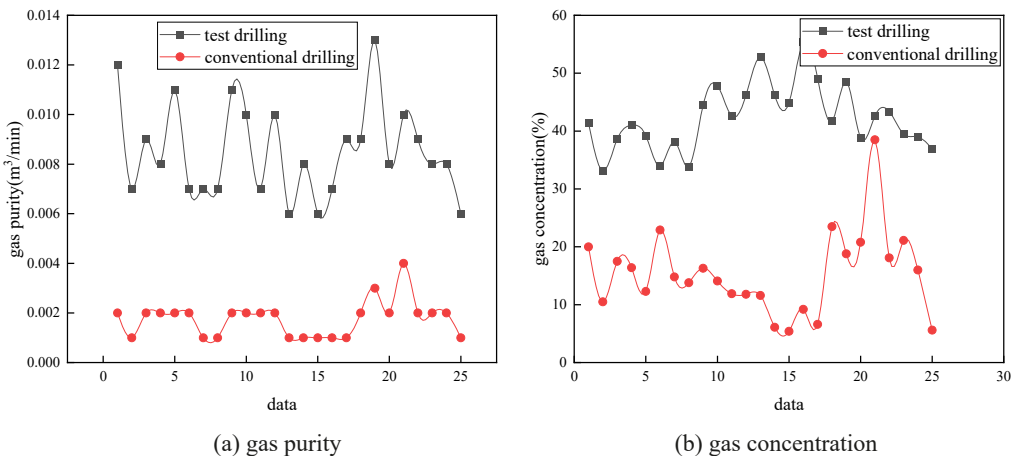 0.014
0.012
0.010
0.008
0.006
0.004
0.002
0.000
gas purity(m³/min)
test drilling
conventional drilling
0 5 10 15 20 25
data
(a) gas purity
60
50
40
30
20
10
0
gas concentration(%)
test drilling
conventional drilling
0 5 10 15 20 25 30
data
(b) gas concentration